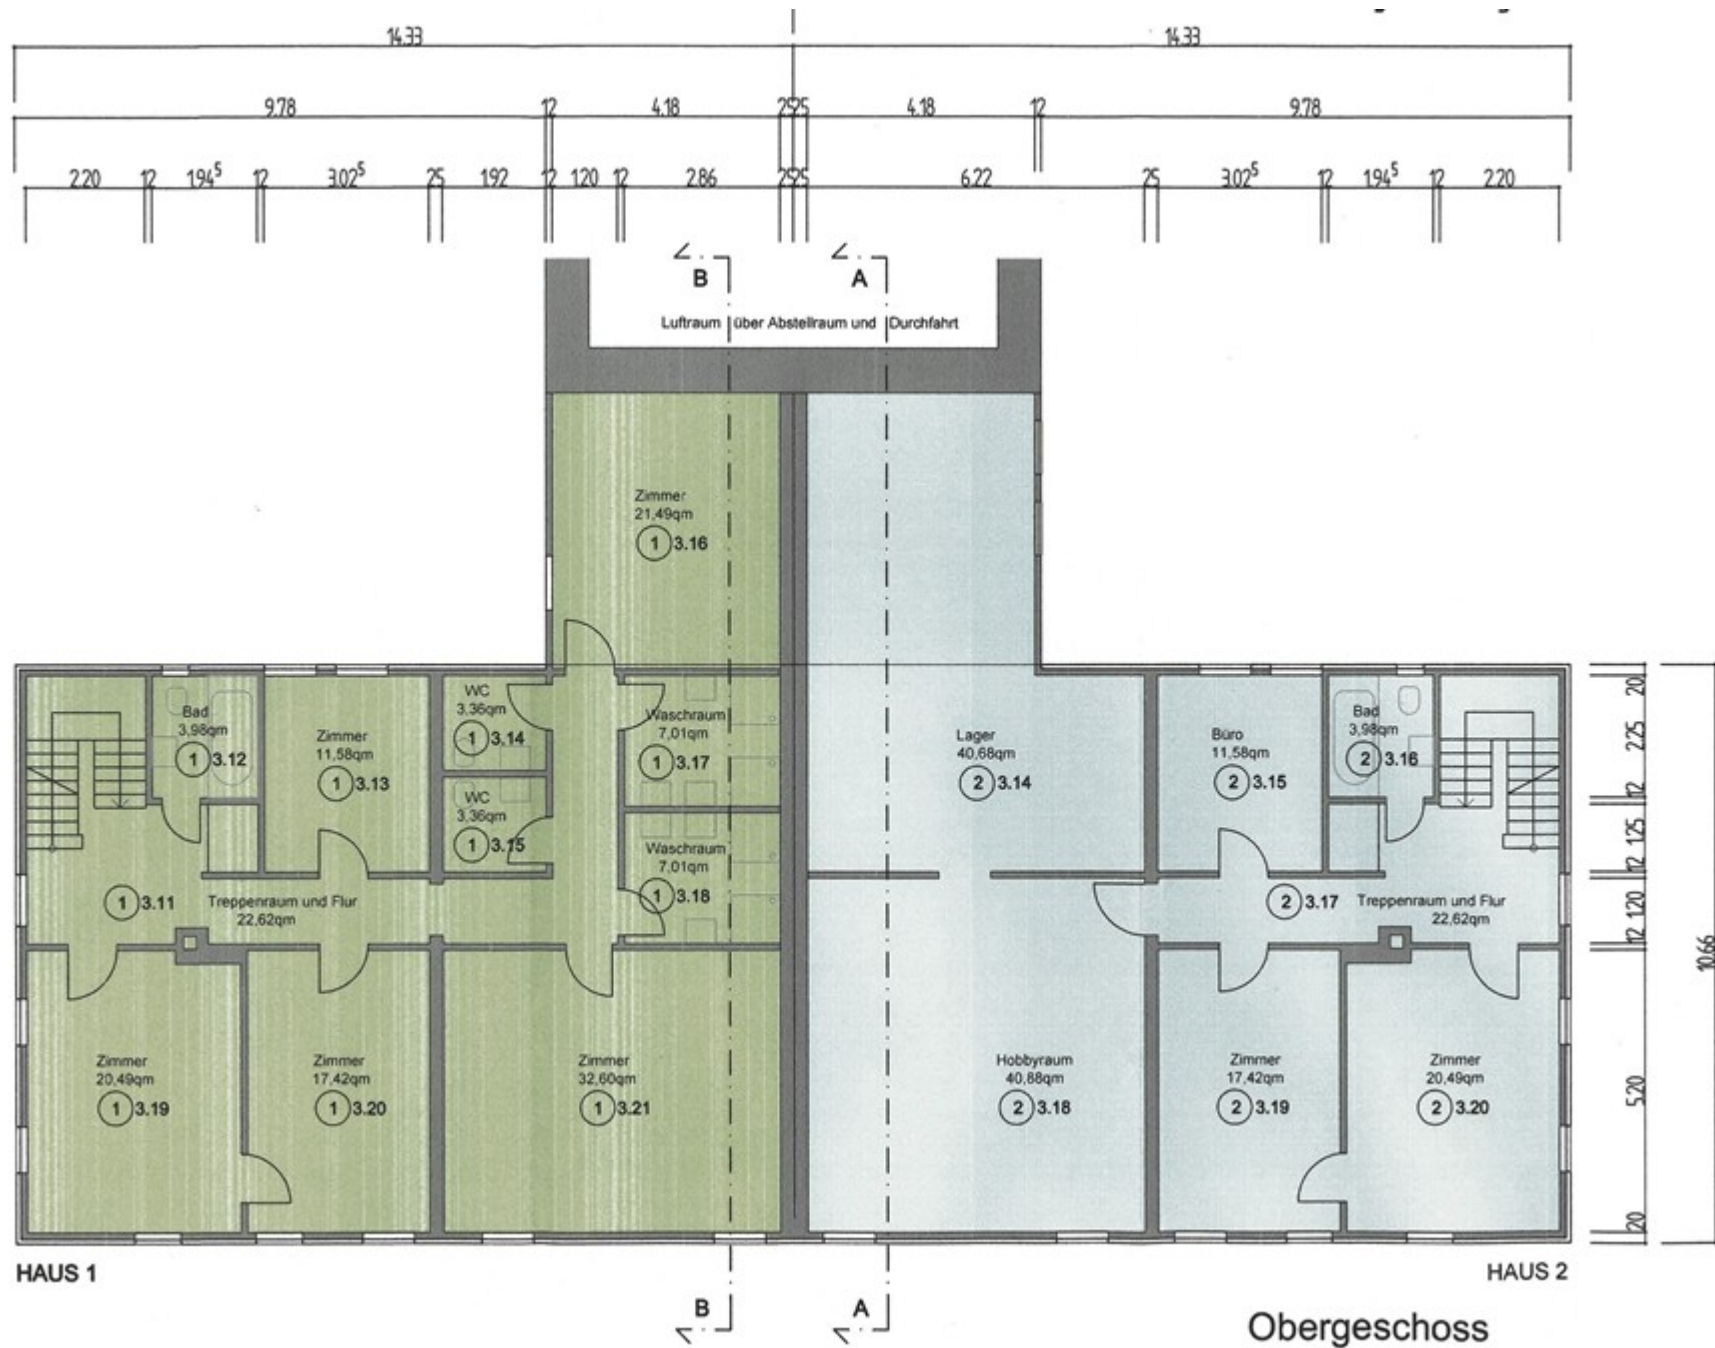 14.33 14.33
9.78 12 4.18 25 25 4.18 12 9.78
2.20 12 1.94⁵ 12 3.02⁵ 25 1.92 12 1.20 12 2.86 25 25 6.22 25 3.02⁵ 12 1.94⁵ 12 2.20
B A
Luftraum über Abstellraum und Durchfahrt
Zimmer
21,49qm
1 3.16
Bad
3,98qm
1 3.12
Zimmer
11,58qm
1 3.13
WC
3,36qm
1 3.14
WC
3,36qm
1 3.15
Waschraum
7,01qm
1 3.17
Waschraum
7,01qm
1 3.18
1 3.11
Treppenraum und Flur
22,62qm
Zimmer
20,49qm
1 3.19
Zimmer
17,42qm
1 3.20
Zimmer
32,60qm
1 3.21
Lager
40,68qm
2 3.14
Büro
11,58qm
2 3.15
Bad
3,98qm
2 3.16
2 3.17
Treppenraum und Flur
22,62qm
Hobbyraum
40,88qm
2 3.18
Zimmer
17,42qm
2 3.19
Zimmer
20,49qm
2 3.20
20
2.25
12
1.25
12
1.20
12
5.20
20
10.66
HAUS 1
HAUS 2
B A
Obergeschoss